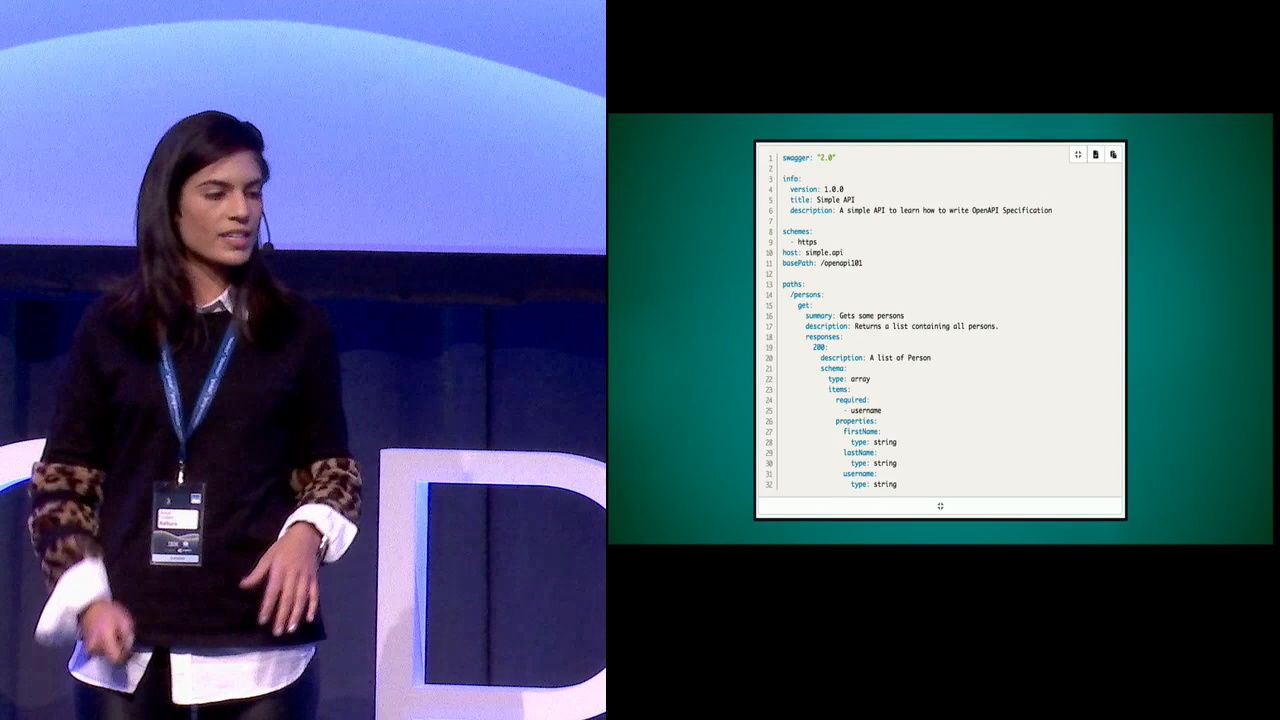 Kaltura
IBM
D
1 swagger: "2.0"
2
3 info:
4 version: 1.0.0
5 title: Simple API
6 description: A simple API to learn how to write OpenAPI Specification
7
8 schemes:
9 - https
10 host: simple.api
11 basePath: /openapi101
12
13 paths:
14 /persons:
15 get:
16 summary: Gets some persons
17 description: Returns a list containing all persons.
18 responses:
19 200:
20 description: A list of Person
21 schema:
22 type: array
23 items:
24 required:
25 - username
26 properties:
27 firstName:
28 type: string
29 lastName:
30 type: string
31 username:
32 type: string